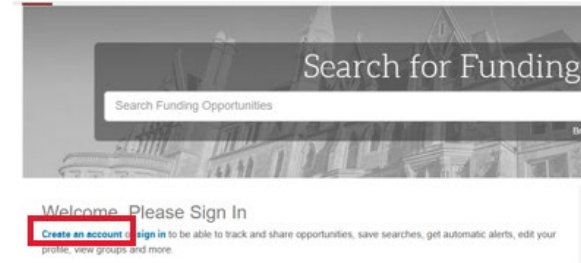 Search for Funding
Search Funding Opportunities
Welcome, Please Sign In
Create an account or sign in to be able to track and share opportunities, save searches, get automatic alerts, edit your
profile, view groups and more.